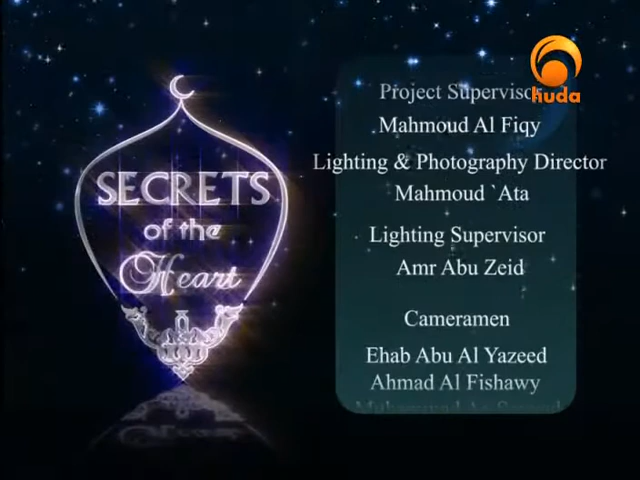 SECRETS
of the
Heart
huda
Project Supervisor
Mahmoud Al Fiqy
Lighting & Photography Director
Mahmoud `Ata
Lighting Supervisor
Amr Abu Zeid
Cameramen
Ehab Abu Al Yazeed
Ahmad Al Fishawy